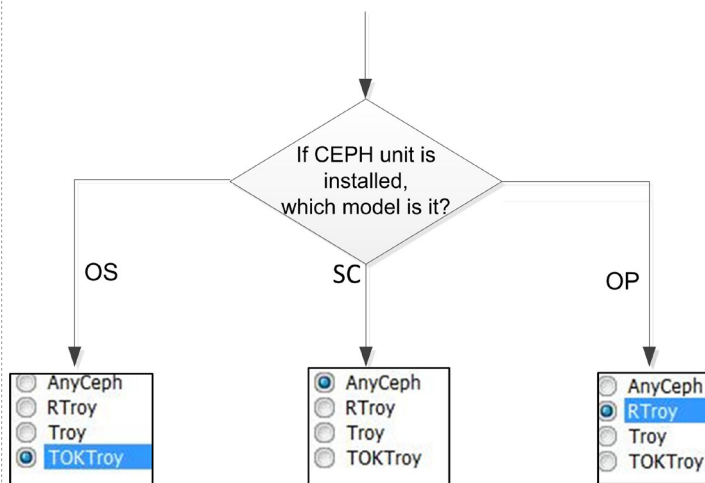 If CEPH unit is
installed,
which model is it?
OS
SC
OP
AnyCeph
RTroy
Troy
TOKTroy
AnyCeph
RTroy
Troy
TOKTroy
AnyCeph
RTroy
Troy
TOKTroy